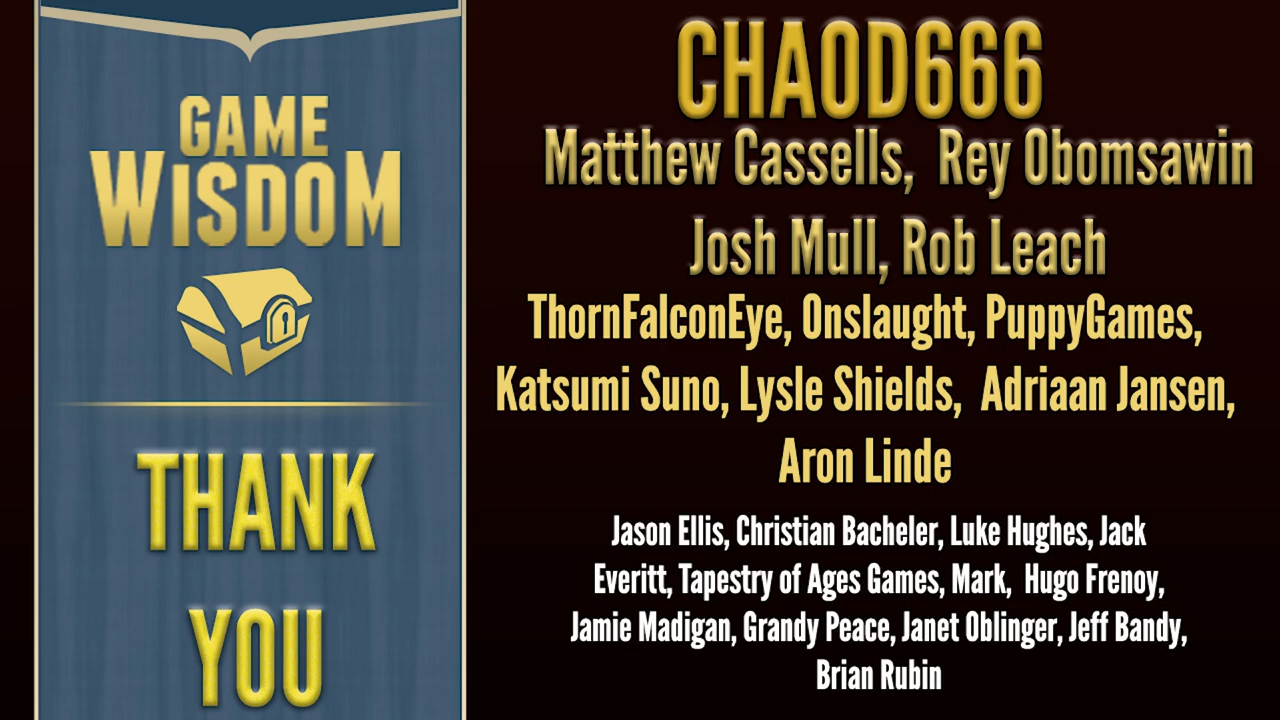 GAME
WISDOM
THANK
YOU
CHAOD666
Matthew Cassells, Rey Obomsawin
Josh Mull, Rob Leach
ThornFalconEye, Onslaught, PuppyGames,
Katsumi Suno, Lysle Shields, Adriaan Jansen,
Aron Linde
Jason Ellis, Christian Bacheler, Luke Hughes, Jack
Everitt, Tapestry of Ages Games, Mark, Hugo Frenoy,
Jamie Madigan, Grandy Peace, Janet Oblinger, Jeff Bandy,
Brian Rubin